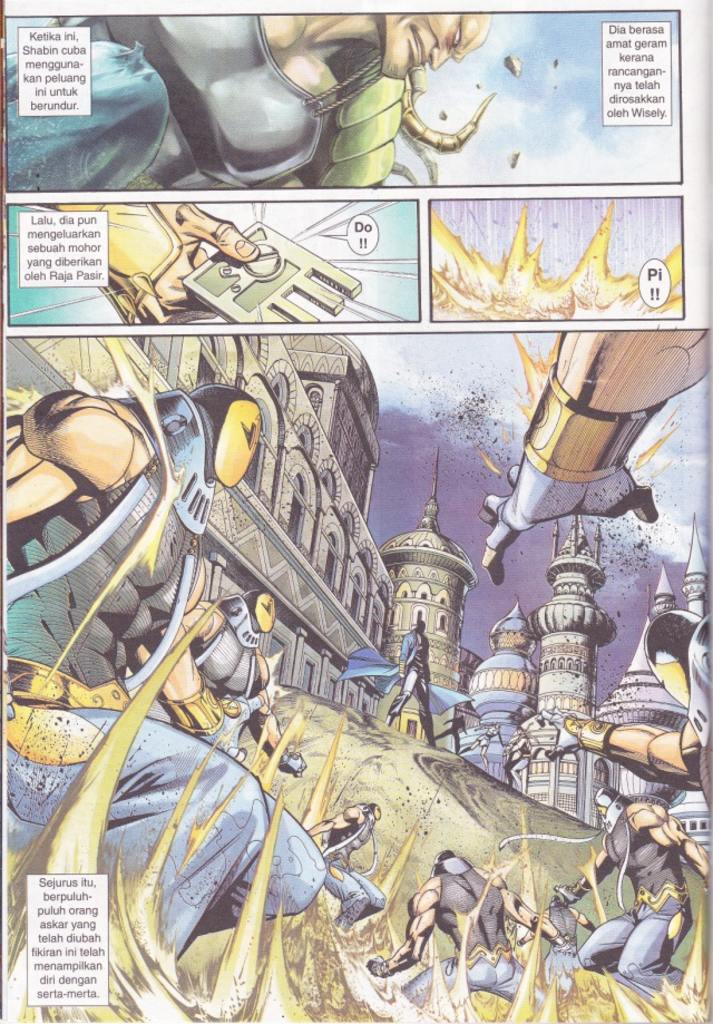 Ketika ini,
Shabin cuba
mengguna-
kan peluang
ini untuk
berundur.
Dia berasa
amat geram
kerana
rancangan-
nya telah
dirosakkan
oleh Wisely.
Lalu, dia pun
mengeluarkan
sebuah mohor
yang diberikan
oleh Raja Pasir.
Do
!!
Pi
!!
Sejurus itu,
berpuluh-
puluh orang
askar yang
telah diubah
fikiran ini telah
menampilkan
diri dengan
serta-merta.